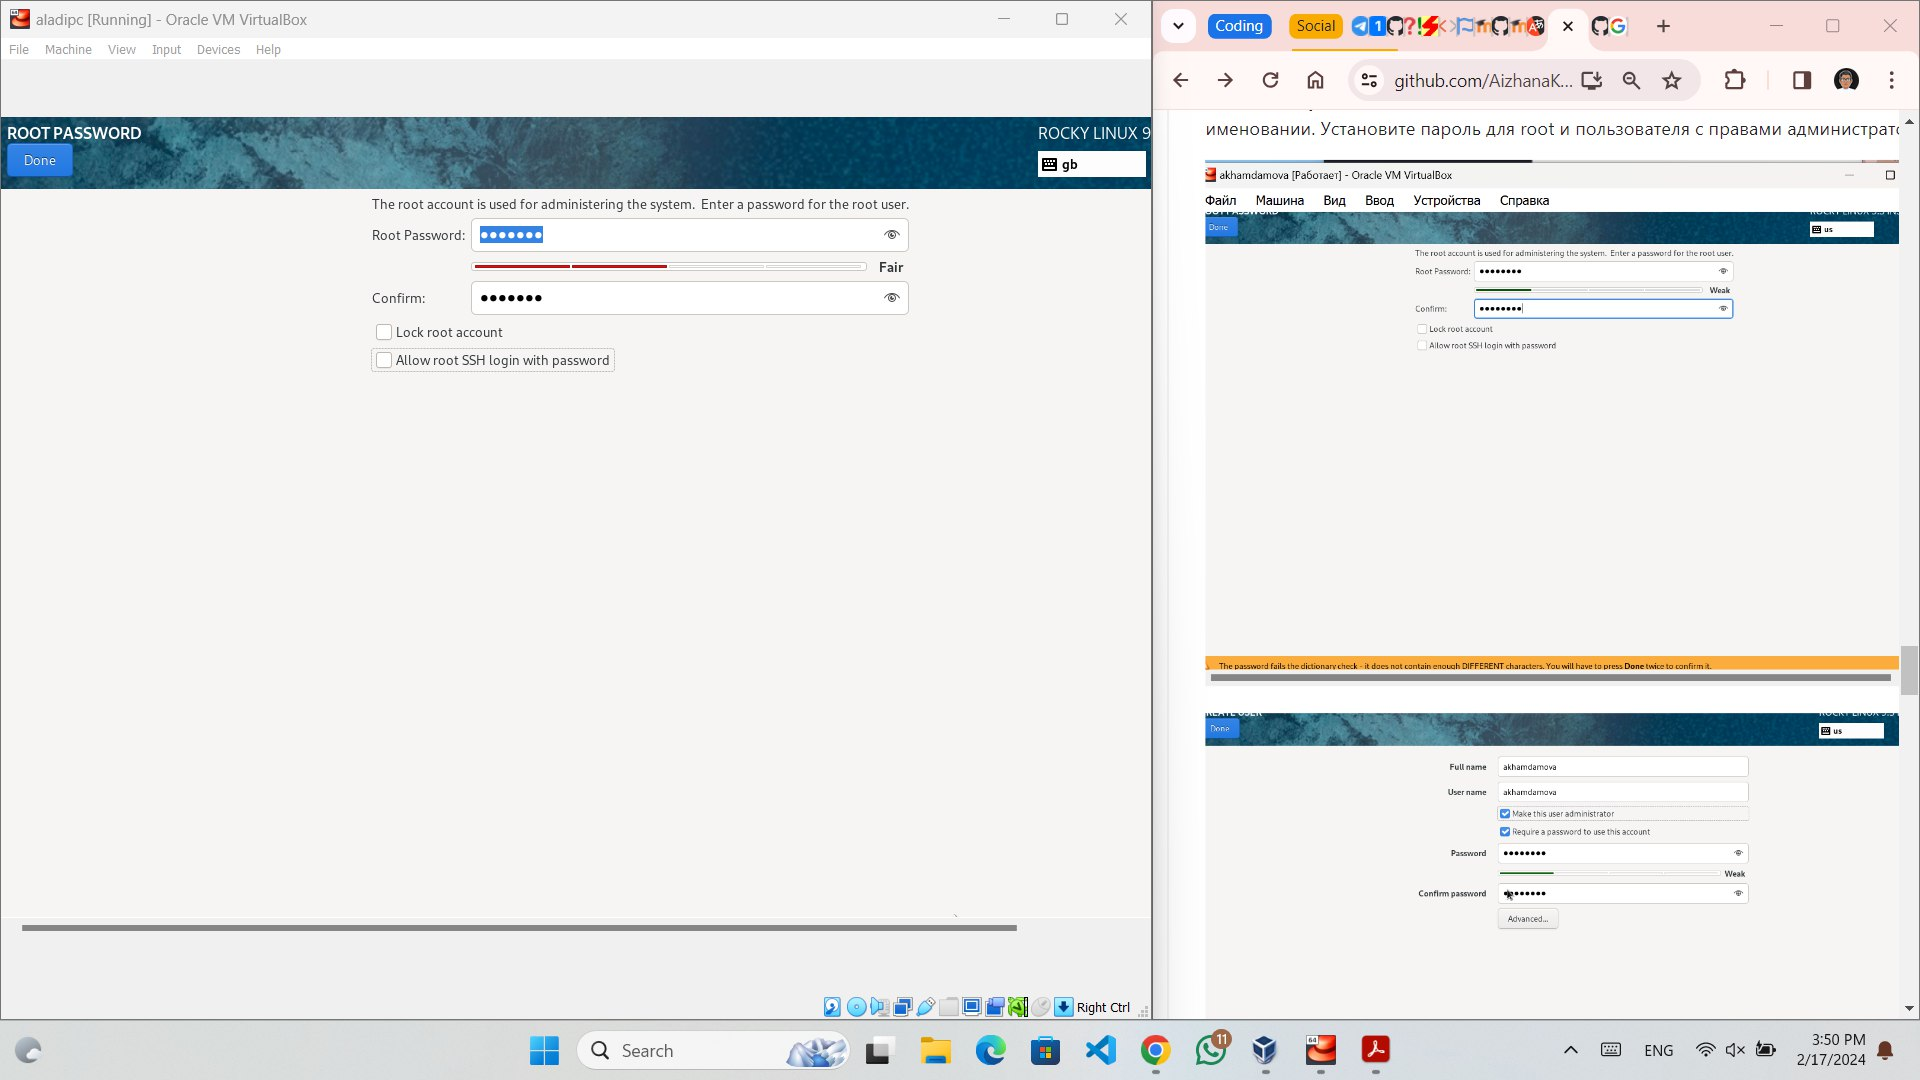 aladipc [Running] - Oracle VM VirtualBox
File Machine View Input Devices Help
ROOT PASSWORD
ROCKY LINUX 9
Done
gb
The root account is used for administering the system. Enter a password for the root user.
Root Password: ●●●●●●●
Fair
Confirm: ●●●●●●●
Lock root account
Allow root SSH login with password
Right Ctrl
Coding Social
github.com/AizhanaK...
именовании. Установите пароль для root и пользователя с правами администрат
akhamdamova [Работает] - Oracle VM VirtualBox
Файл Машина Вид Ввод Устройства Справка
Done
us
The root account is used for administering the system. Enter a password for the root user.
Root Password: ●●●●●●●●
Weak
Confirm: ●●●●●●●●
Lock root account
Allow root SSH login with password
The password fails the dictionary check - it does not contain enough DIFFERENT characters. You will have to press Done twice to confirm it.
Done
us
Full name akhamdamova
User name akhamdamova
Make this user administrator
Require a password to use this account
Password ●●●●●●●●
Weak
Confirm password ●●●●●●●●
Advanced...
Search
11
64
ENG
3:50 PM
2/17/2024